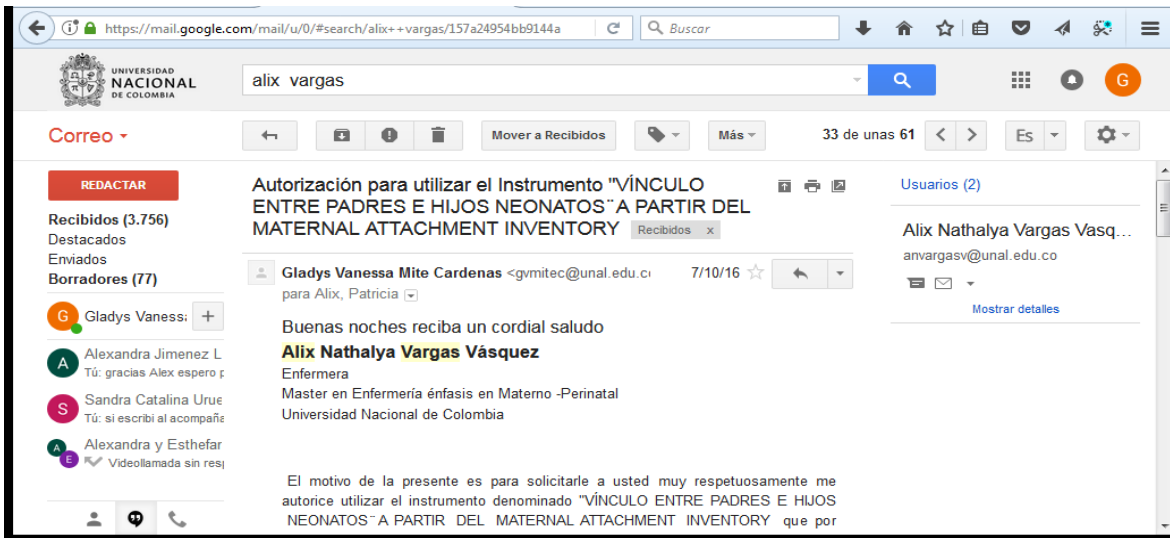 https://mail.google.com/mail/u/0/#search/alix++vargas/157a24954bb9144a
Buscar
UNIVERSIDAD
NACIONAL
DE COLOMBIA
alix vargas
Correo
Mover a Recibidos
Más
33 de unas 61
Es
G
REDACTAR
Recibidos (3.756)
Destacados
Enviados
Borradores (77)
G Gladys Vaness
A Alexandra Jimenez L
Tú: gracias Alex espero p
S Sandra Catalina Urue
Tú: si escribi al acompaña
A E Alexandra y Esthefar
Videollamada sin resp
Autorización para utilizar el Instrumento "VÍNCULO
ENTRE PADRES E HIJOS NEONATOS¨A PARTIR DEL
MATERNAL ATTACHMENT INVENTORY Recibidos x
Gladys Vanessa Mite Cardenas <gvmitec@unal.edu.c 7/10/16
para Alix, Patricia
Buenas noches reciba un cordial saludo
Alix Nathalya Vargas Vásquez
Enfermera
Master en Enfermería énfasis en Materno -Perinatal
Universidad Nacional de Colombia
El motivo de la presente es para solicitarle a usted muy respetuosamente me
autorice utilizar el instrumento denominado "VÍNCULO ENTRE PADRES E HIJOS
NEONATOS¨A PARTIR DEL MATERNAL ATTACHMENT INVENTORY que por
Usuarios (2)
Alix Nathalya Vargas Vasq...
anvargasv@unal.edu.co
Mostrar detalles